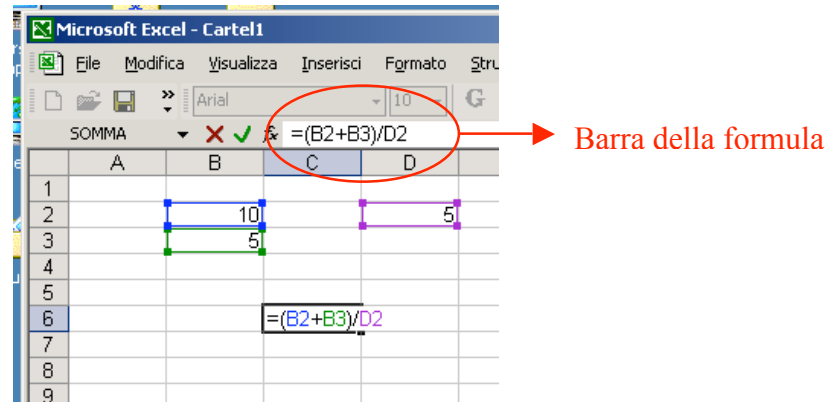 Microsoft Excel - Cartel1
File Modifica Visualizza Inserisci Formato
Arial 10 G
SOMMA fx =(B2+B3)/D2
Barra della formula
A B C D
1
2 10 5
3 5
4
5
6 =(B2+B3)/D2
7
8
9